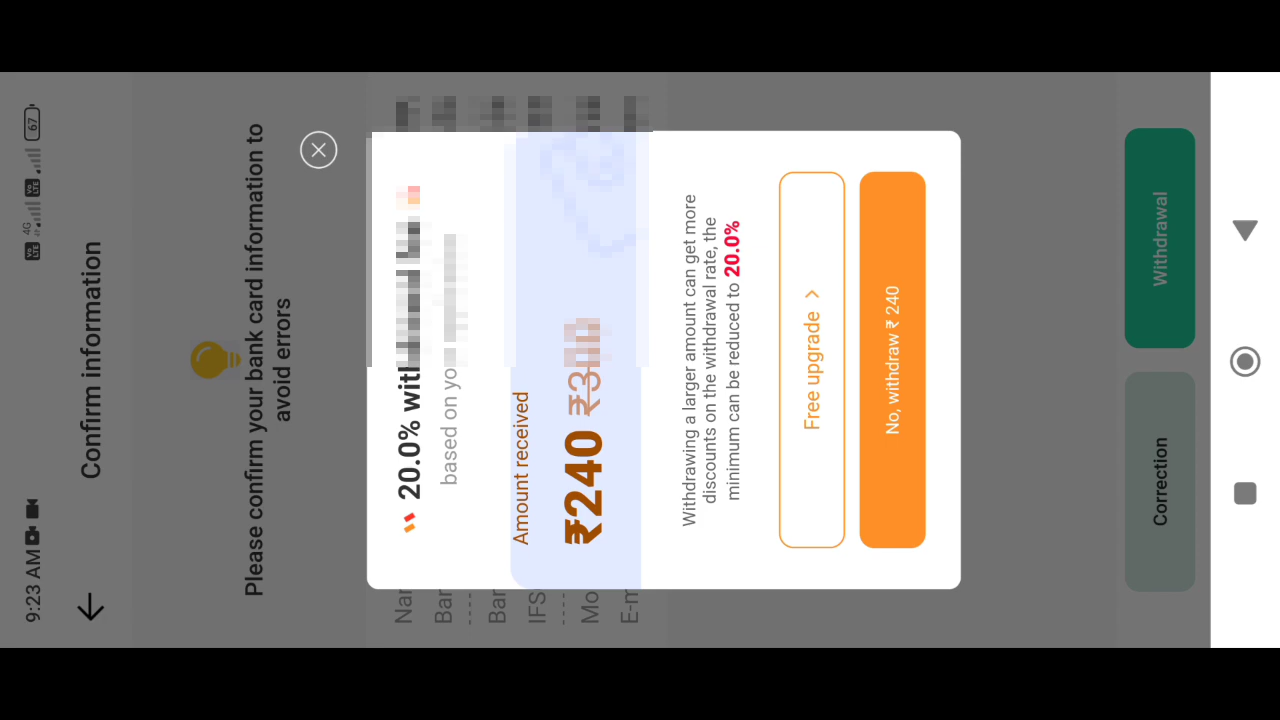 9:23 AM
4G
67
Confirm information
Please confirm your bank card information to
avoid errors
20.0%
based on
Amount received
₹240
Withdrawing a larger amount can get more
discounts on the withdrawal rate, the
minimum can be reduced to 20.0%
Free upgrade >
No, withdraw ₹ 240
Correction
Withdrawal